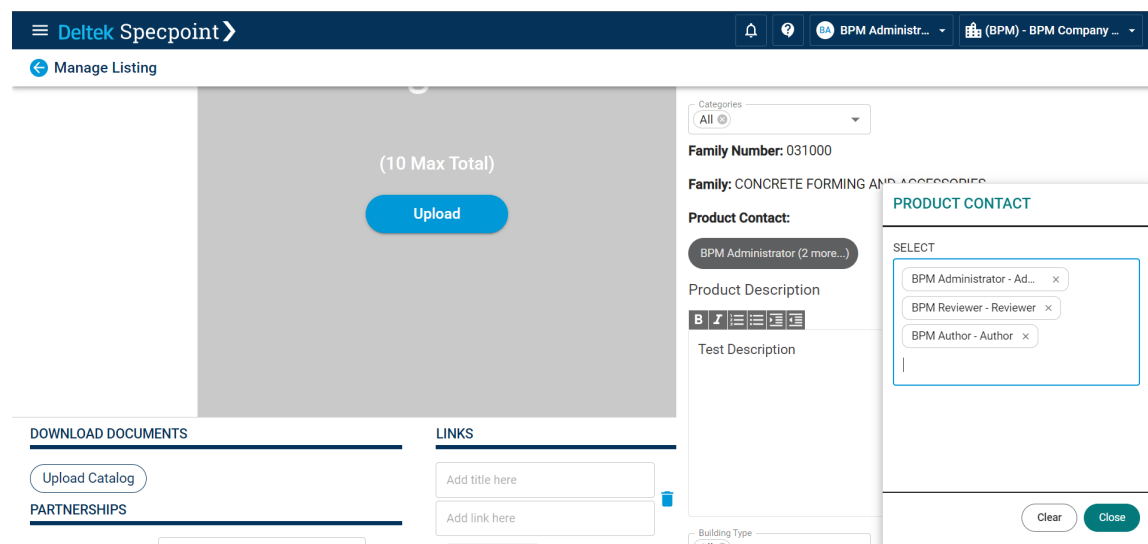 Deltek Specpoint
BA BPM Administr...
(BPM) - BPM Company ...
Manage Listing
(10 Max Total)
Upload
Categories
All
Family Number: 031000
Family: CONCRETE FORMING AND ACCESSORIES
Product Contact:
BPM Administrator (2 more...)
Product Description
B I
Test Description
PRODUCT CONTACT
SELECT
BPM Administrator - Ad... ×
BPM Reviewer - Reviewer ×
BPM Author - Author ×
Clear
Close
DOWNLOAD DOCUMENTS
Upload Catalog
PARTNERSHIPS
LINKS
Add title here
Add link here
Building Type